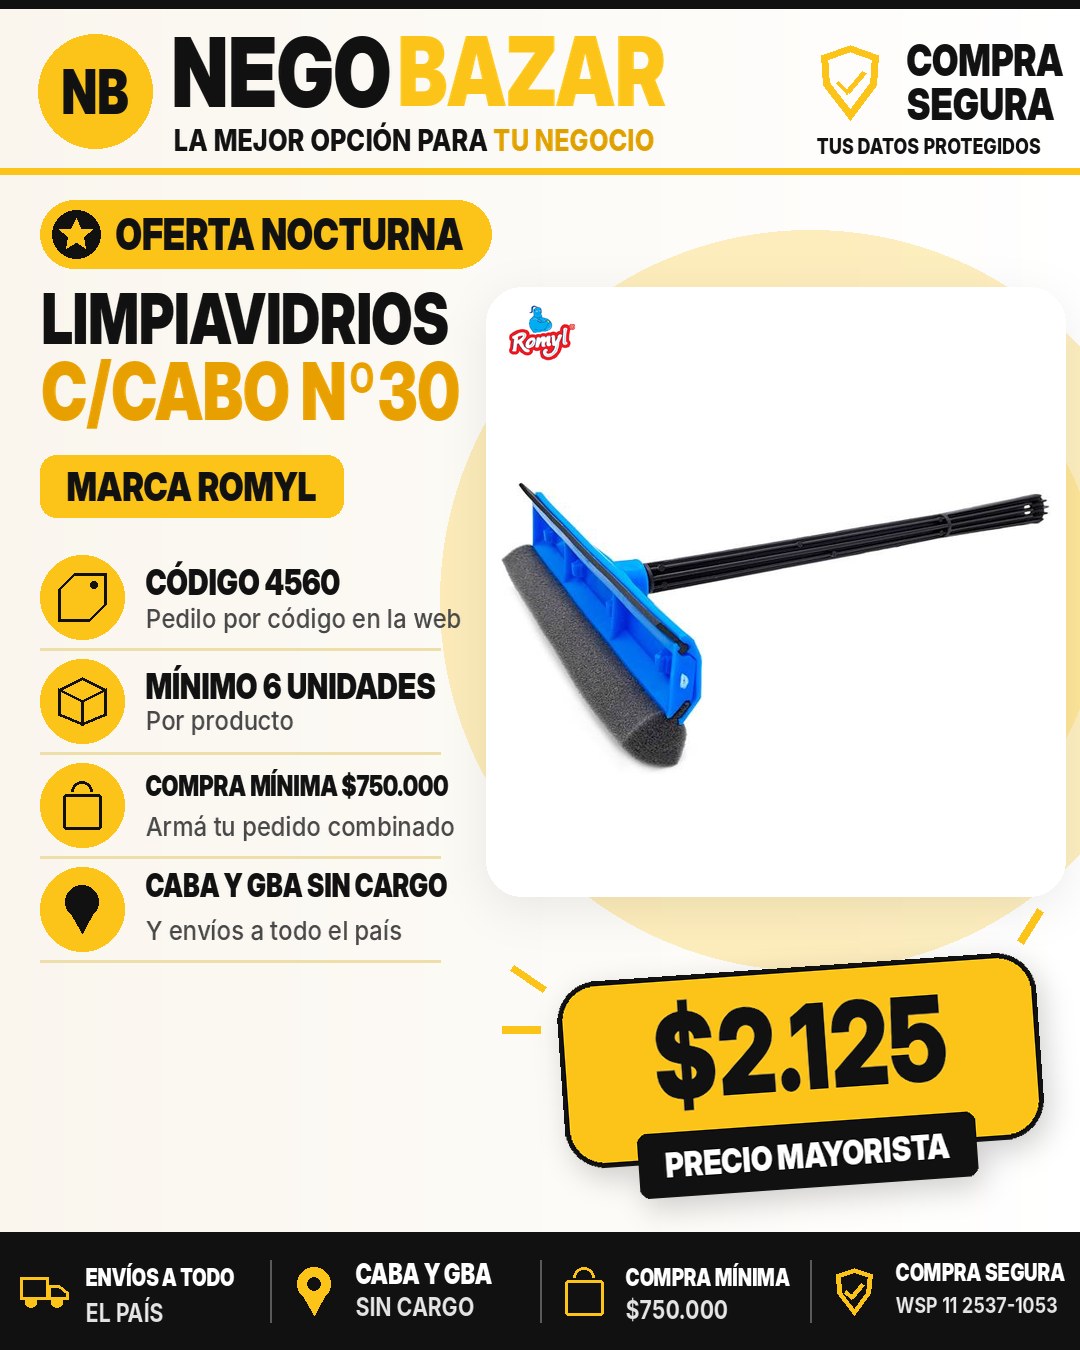 NB
NEGOBAZAR
LA MEJOR OPCIÓN PARA TU NEGOCIO
COMPRA
SEGURA
TUS DATOS PROTEGIDOS
OFERTA NOCTURNA
LIMPIAVIDRIOS
C/CABO Nº30
MARCA ROMYL
Romyl
CÓDIGO 4560
Pedilo por código en la web
MÍNIMO 6 UNIDADES
Por producto
COMPRA MÍNIMA $750.000
Armá tu pedido combinado
CABA Y GBA SIN CARGO
Y envíos a todo el país
$2.125
PRECIO MAYORISTA
ENVÍOS A TODO
EL PAÍS
CABA Y GBA
SIN CARGO
COMPRA MÍNIMA
$750.000
COMPRA SEGURA
WSP 11 2537-1053